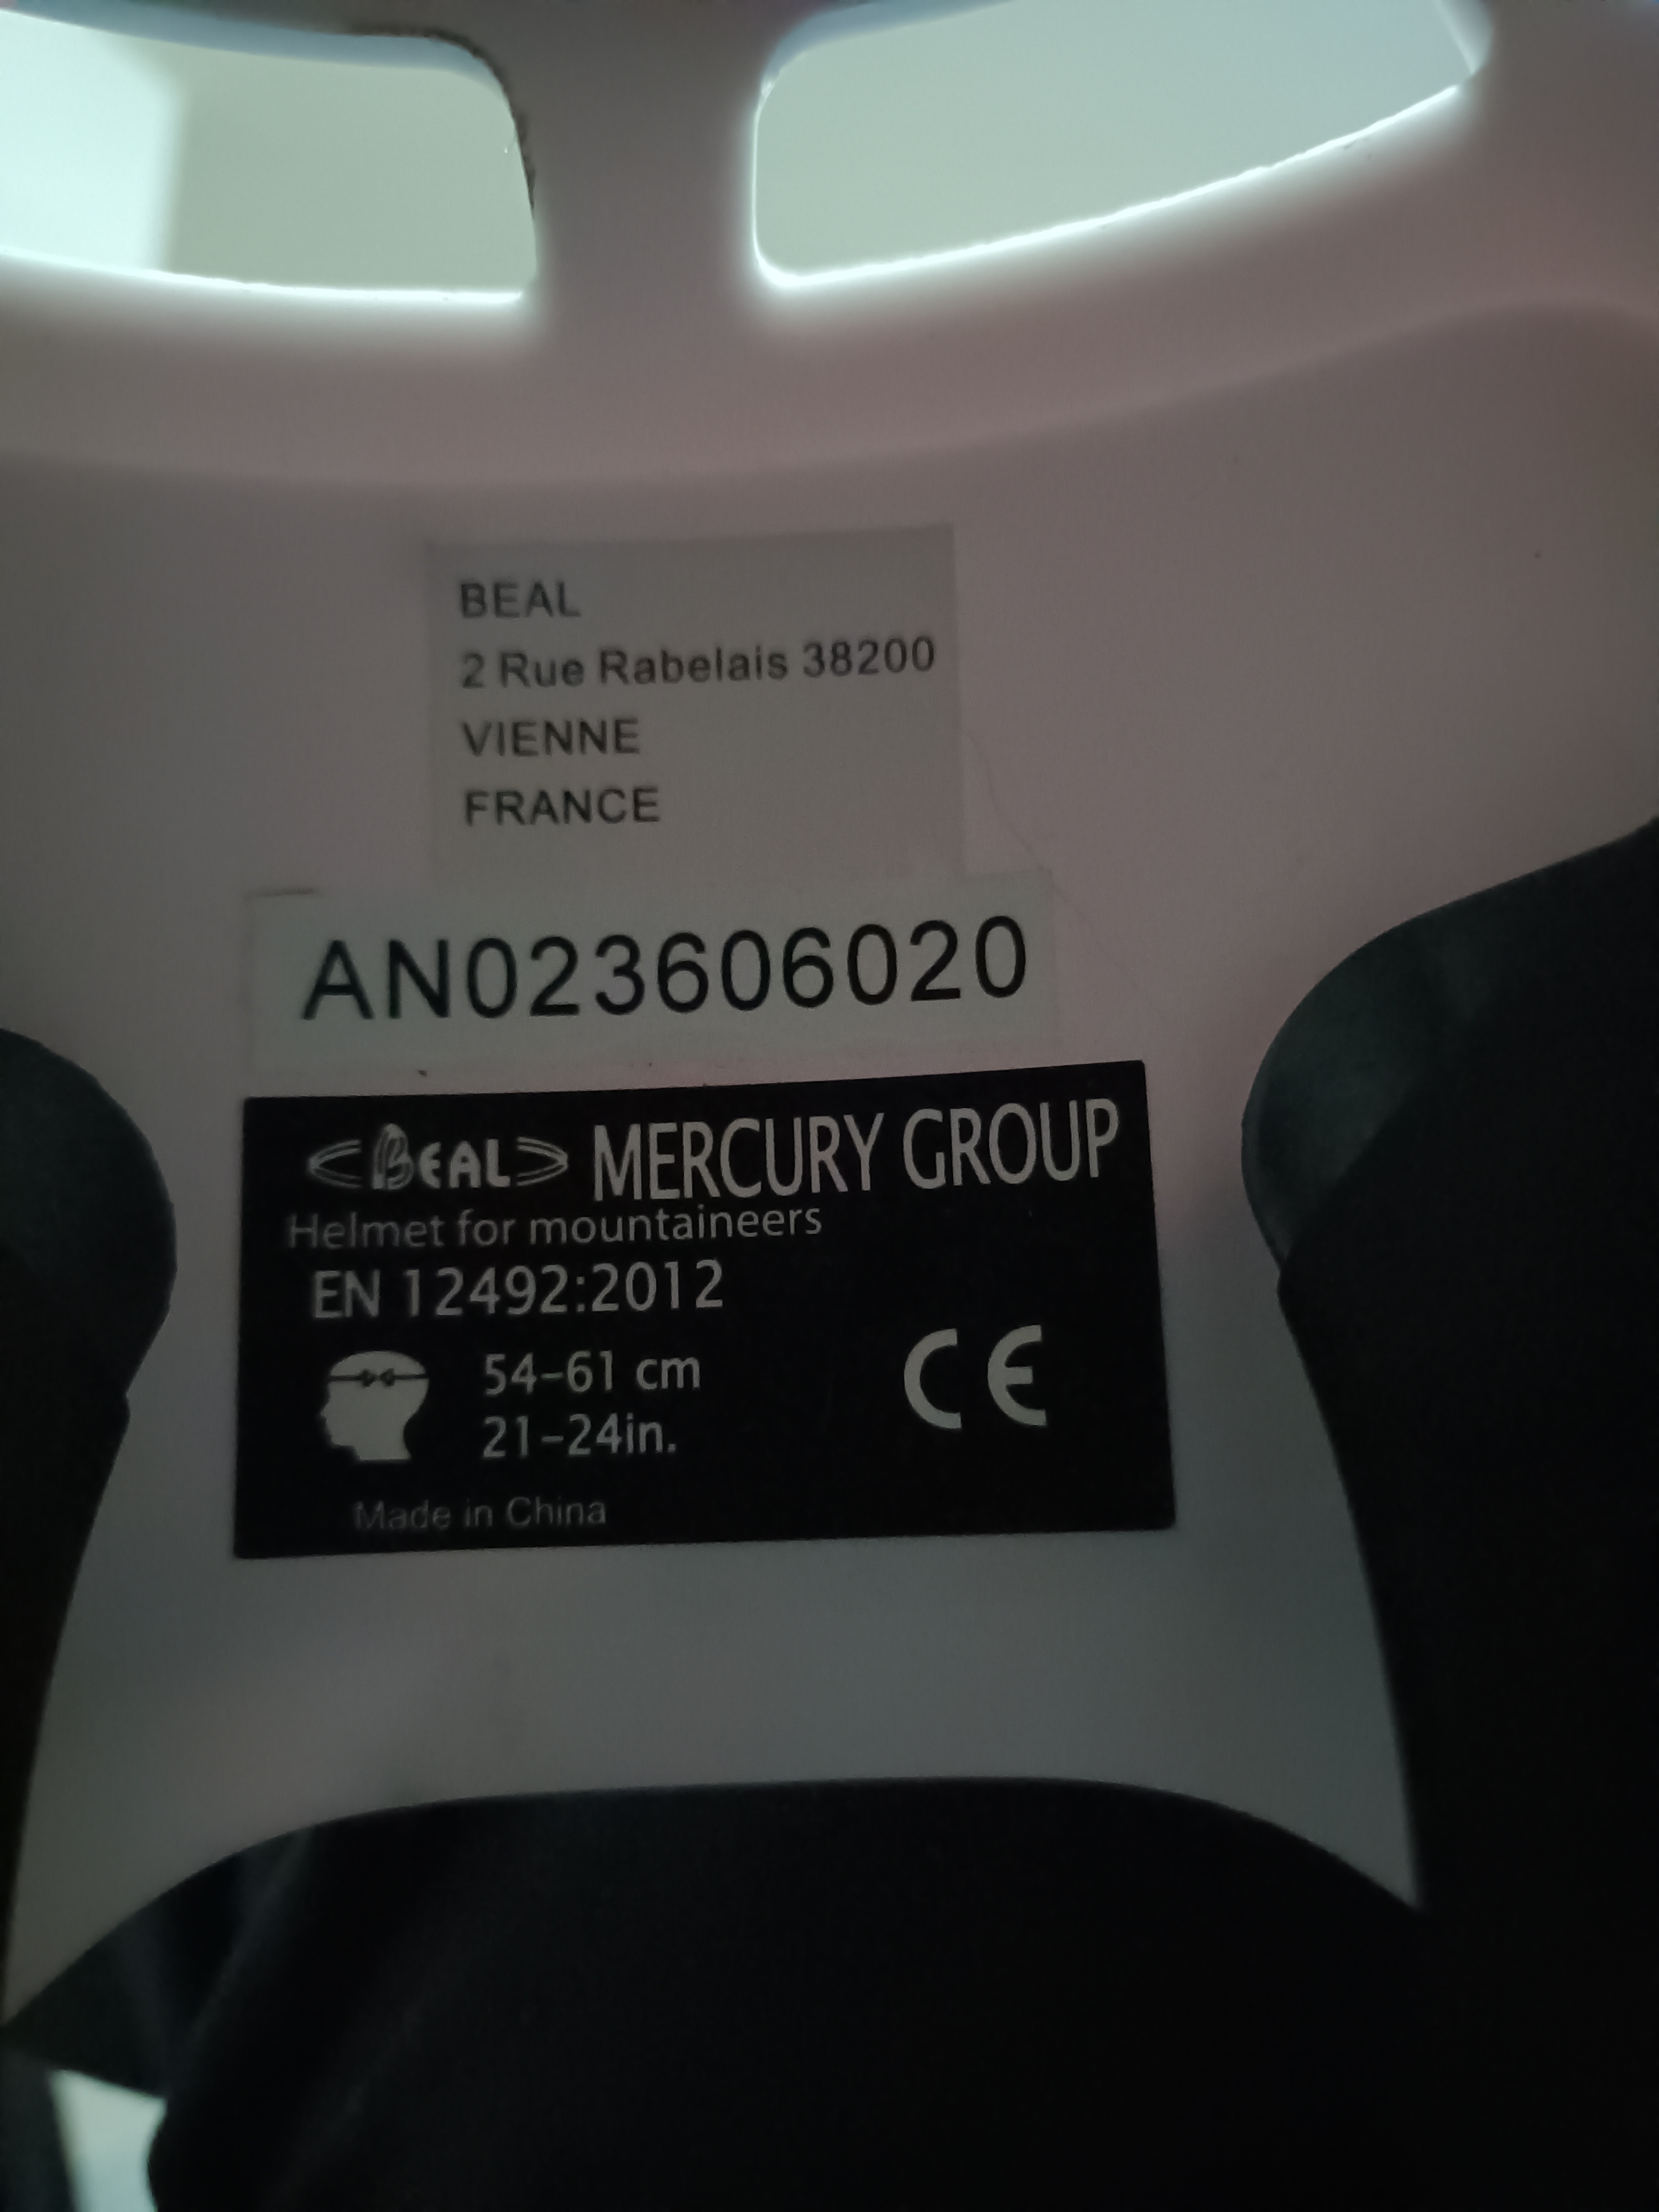 BEAL
2 Rue Rabelais 38200
VIENNE
FRANCE
AN023606020
BEAL MERCURY GROUP
Helmet for mountaineers
EN 12492:2012
54-61 cm
21-24in.
CE
Made in China